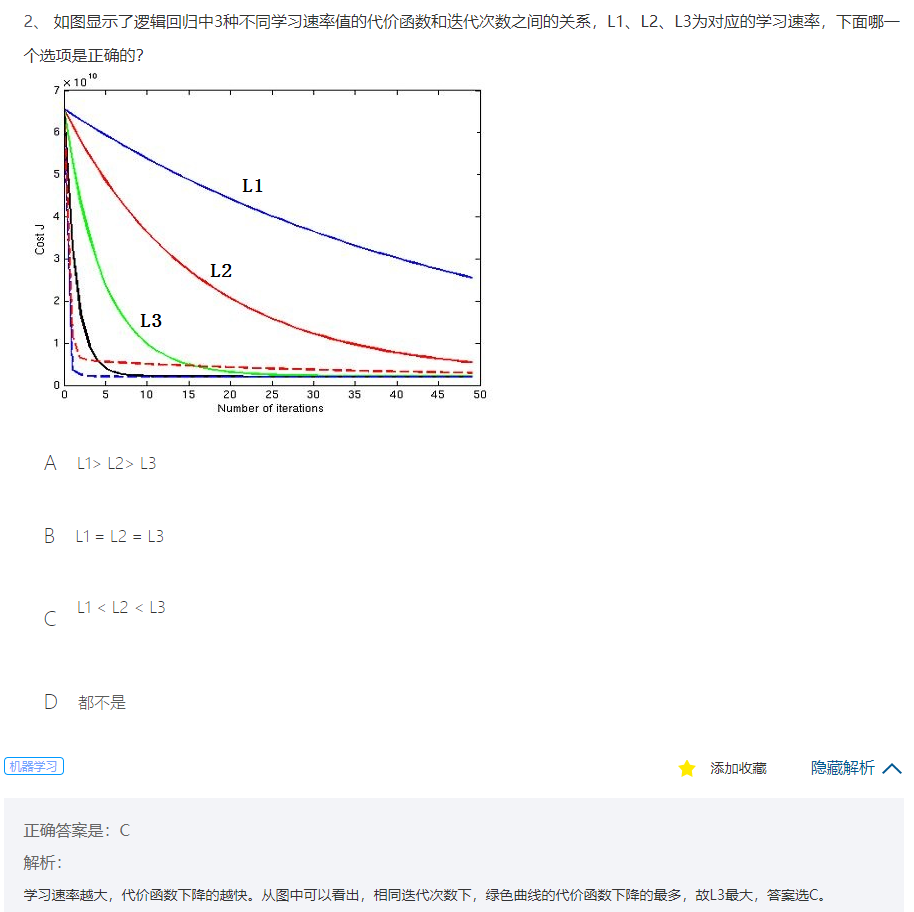 2、 如图显示了逻辑回归中3种不同学习速率值的代价函数和迭代次数之间的关系，L1、L2、L3为对应的学习速率，下面哪一
个选项是正确的?
7 ×10^10
6
5
4
3
2
1
0
Cost J
L1
L2
L3
0 5 10 15 20 25 30 35 40 45 50
Number of iterations
A L1> L2> L3
B L1 = L2 = L3
C L1 < L2 < L3
D 都不是
机器学习 添加收藏 隐藏解析
正确答案是：C
解析：
学习速率越大，代价函数下降的越快。从图中可以看出，相同迭代次数下，绿色曲线的代价函数下降的最多，故L3最大，答案选C。